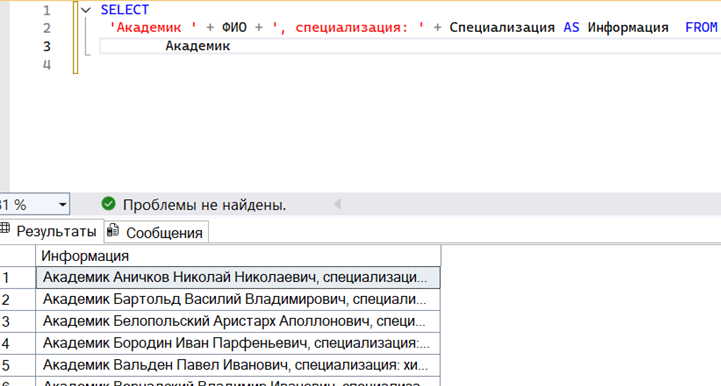 1 SELECT
2 'Академик ' + ФИО + ', специализация: ' + Специализация AS Информация FROM
3 Академик
4
31 %
Проблемы не найдены.
Результаты Сообщения
Информация
1 Академик Аничков Николай Николаевич, специализаци...
2 Академик Бартольд Василий Владимирович, специали...
3 Академик Белопольский Аристарх Аполлонович, специ...
4 Академик Бородин Иван Парфеньевич, специализация:...
5 Академик Вальден Павел Иванович, специализация: хи...